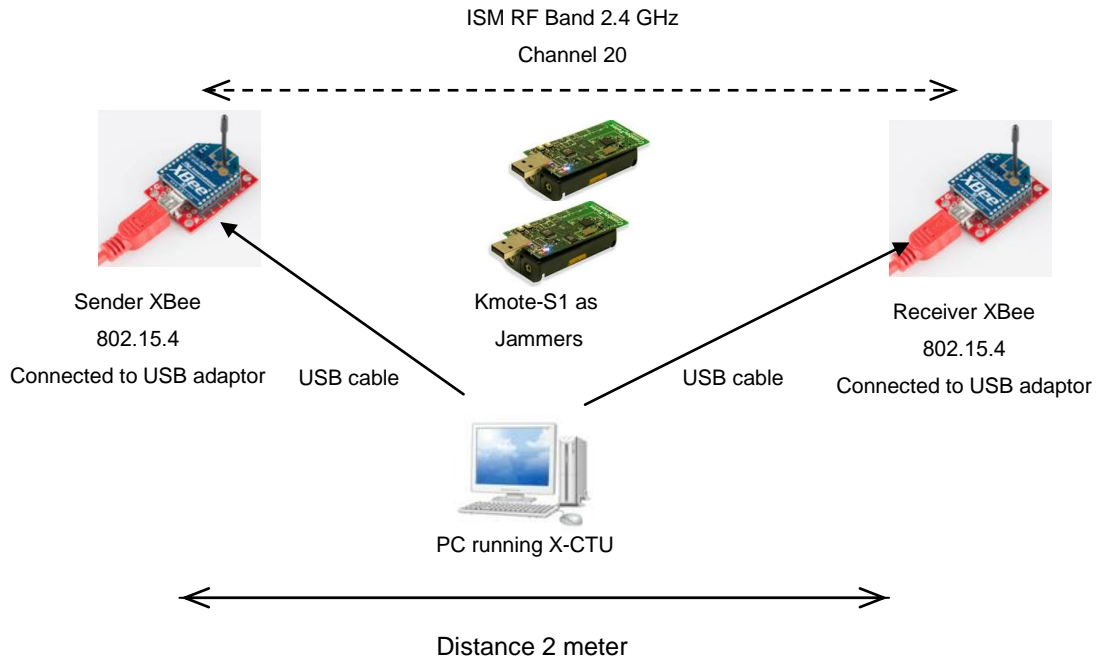 ISM RF Band 2.4 GHz
Channel 20
XBee
XBee
Sender XBee
802.15.4
Connected to USB adaptor
Kmote-S1 as
Jammers
Receiver XBee
802.15.4
Connected to USB adaptor
USB cable
USB cable
PC running X-CTU
Distance 2 meter